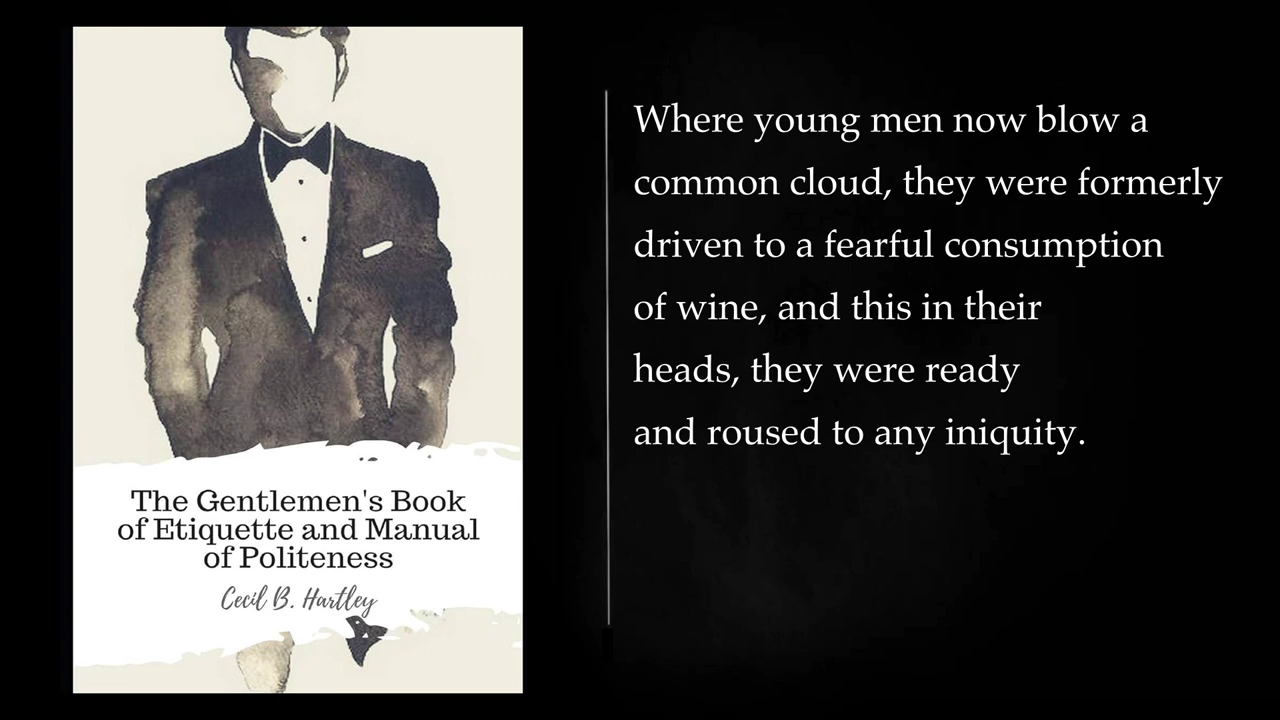 The Gentlemen's Book
of Etiquette and Manual
of Politeness
Cecil B. Hartley
Where young men now blow a
common cloud, they were formerly
driven to a fearful consumption
of wine, and this in their
heads, they were ready
and roused to any iniquity.